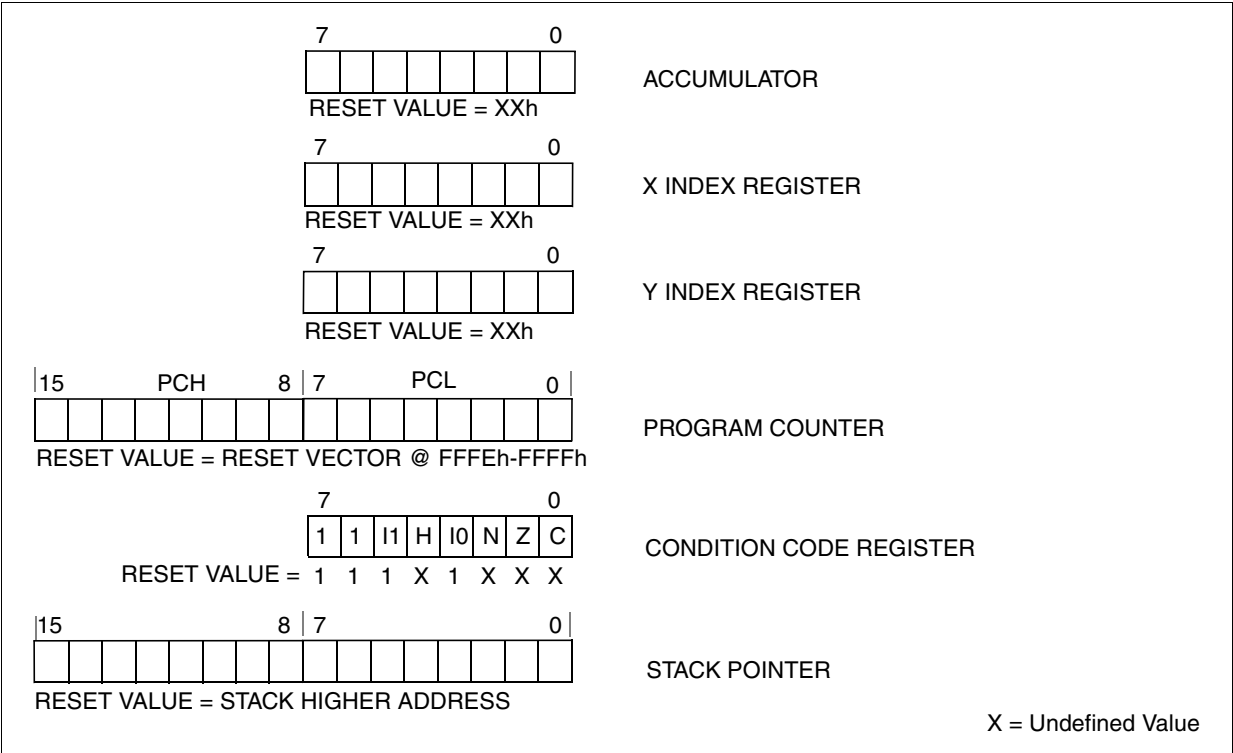 7 0
ACCUMULATOR
RESET VALUE = XXh
7 0
X INDEX REGISTER
RESET VALUE = XXh
7 0
Y INDEX REGISTER
RESET VALUE = XXh
15 PCH 8 7 PCL 0
PROGRAM COUNTER
RESET VALUE = RESET VECTOR @ FFFEh-FFFFh
7 0
1 1 I1 H I0 N Z C
CONDITION CODE REGISTER
RESET VALUE = 1 1 1 X 1 X X X
15 8 7 0
STACK POINTER
RESET VALUE = STACK HIGHER ADDRESS
X = Undefined Value